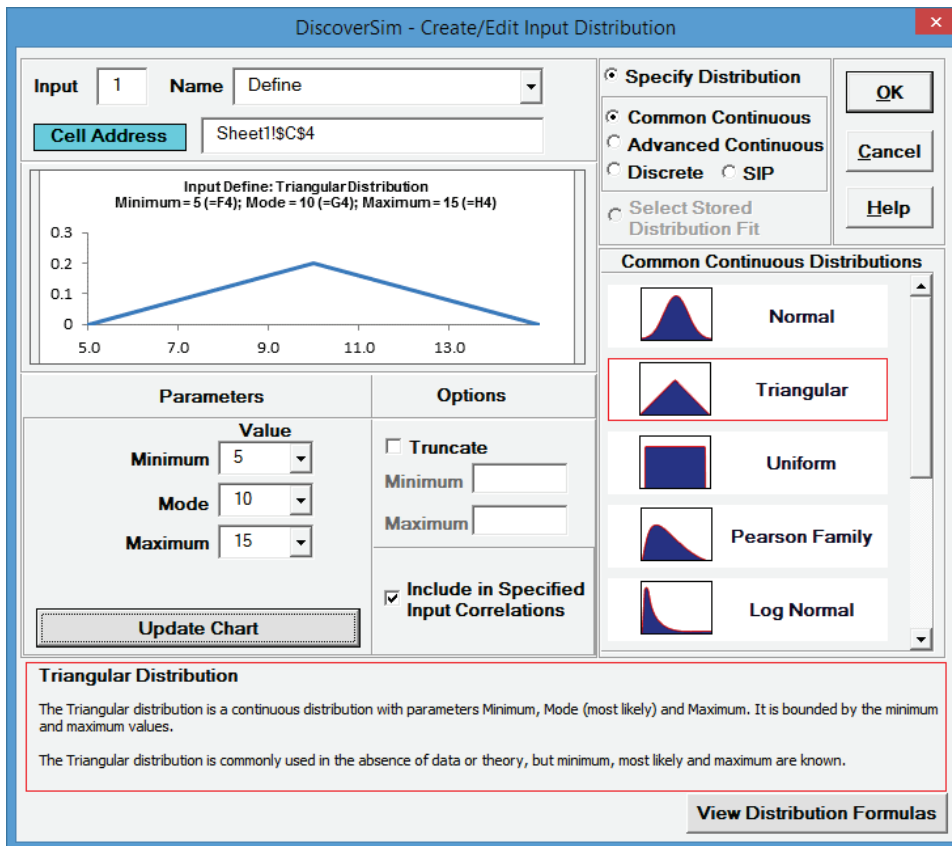 DiscoverSim - Create/Edit Input Distribution
×
Input 1 Name Define
Cell Address Sheet1!$C$4
Input Define: Triangular Distribution
Minimum = 5 (=F4); Mode = 10 (=G4); Maximum = 15 (=H4)
0.3
0.2
0.1
0
5.0 7.0 9.0 11.0 13.0
Specify Distribution
Common Continuous
Advanced Continuous
Discrete SIP
Select Stored
Distribution Fit
OK
Cancel
Help
Parameters
Value
Minimum 5
Mode 10
Maximum 15
Update Chart
Options
Truncate
Minimum
Maximum
Include in Specified
Input Correlations
Common Continuous Distributions
Normal
Triangular
Uniform
Pearson Family
Log Normal
Triangular Distribution
The Triangular distribution is a continuous distribution with parameters Minimum, Mode (most likely) and Maximum. It is bounded by the minimum
and maximum values.
The Triangular distribution is commonly used in the absence of data or theory, but minimum, most likely and maximum are known.
View Distribution Formulas